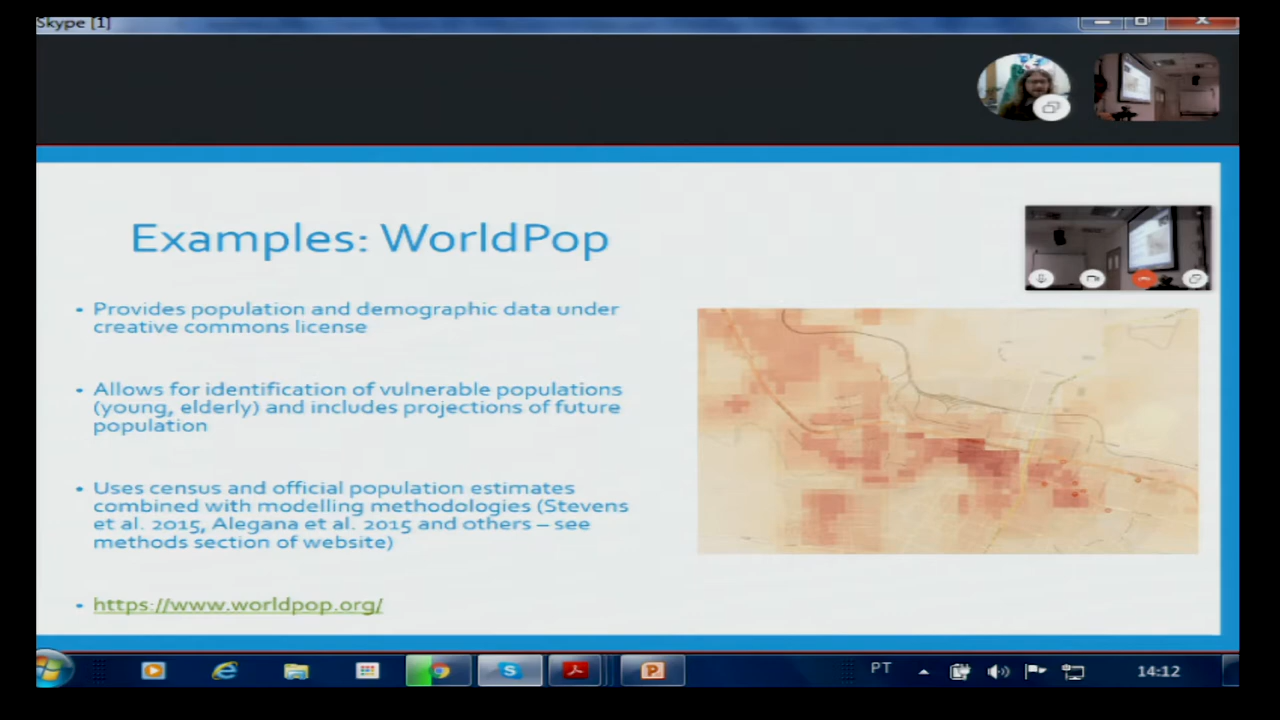 Skype [1]
Examples: WorldPop
• Provides population and demographic data under
creative commons license
• Allows for identification of vulnerable populations
(young, elderly) and includes projections of future
population
• Uses census and official population estimates
combined with modelling methodologies (Stevens
et al. 2015, Alegana et al. 2015 and others – see
methods section of website)
• https://www.worldpop.org/
PT
14:12